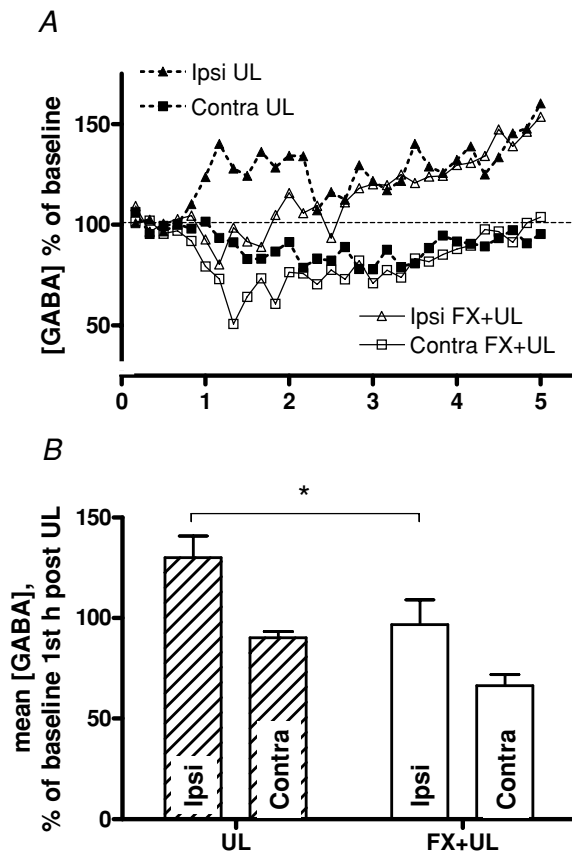 A
Ipsi UL
Contra UL
[GABA] % of baseline
150
100
50
Ipsi FX+UL
Contra FX+UL
0 1 2 3 4 5
B
*
mean [GABA],
% of baseline 1st h post UL
150
100
50
0
Ipsi Contra Ipsi Contra
UL FX+UL